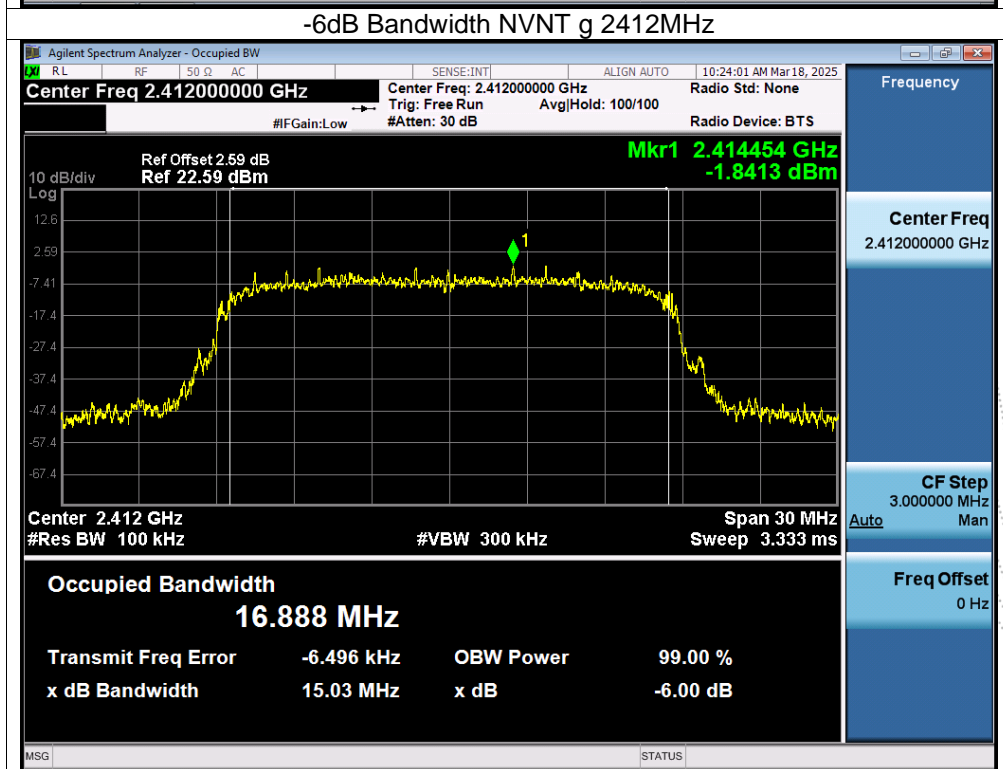 -6dB Bandwidth NVNT g 2412MHz
Agilent Spectrum Analyzer - Occupied BW
LXI RL RF 50 Ω AC SENSE:INT ALIGN AUTO 10:24:01 AM Mar 18, 2025
Center Freq 2.412000000 GHz
Center Freq: 2.412000000 GHz
Radio Std: None
Trig: Free Run Avg|Hold: 100/100
#IFGain:Low
#Atten: 30 dB
Radio Device: BTS
Frequency
Mkr1 2.414454 GHz
-1.8413 dBm
Ref Offset 2.59 dB
10 dB/div Ref 22.59 dBm
Log
12.6
2.59
-7.41
-17.4
-27.4
-37.4
-47.4
-57.4
-67.4
1
Center 2.412 GHz Span 30 MHz
#Res BW 100 kHz #VBW 300 kHz Sweep 3.333 ms
Center Freq
2.412000000 GHz
CF Step
3.000000 MHz
Auto Man
Freq Offset
0 Hz
Occupied Bandwidth
16.888 MHz
Transmit Freq Error -6.496 kHz OBW Power 99.00 %
x dB Bandwidth 15.03 MHz x dB -6.00 dB
MSG STATUS